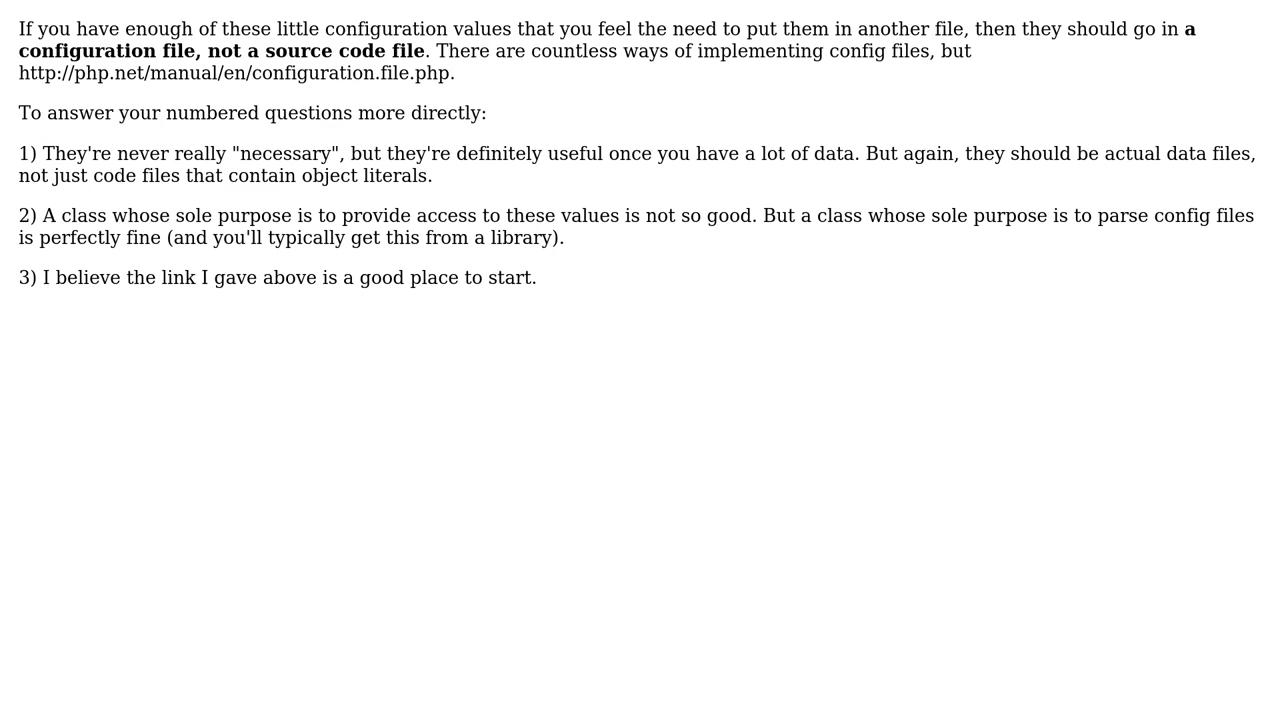 If you have enough of these little configuration values that you feel the need to put them in another file, then they should go in a
configuration file, not a source code file. There are countless ways of implementing config files, but
http://php.net/manual/en/configuration.file.php.
To answer your numbered questions more directly:
1) They're never really "necessary", but they're definitely useful once you have a lot of data. But again, they should be actual data files,
not just code files that contain object literals.
2) A class whose sole purpose is to provide access to these values is not so good. But a class whose sole purpose is to parse config files
is perfectly fine (and you'll typically get this from a library).
3) I believe the link I gave above is a good place to start.